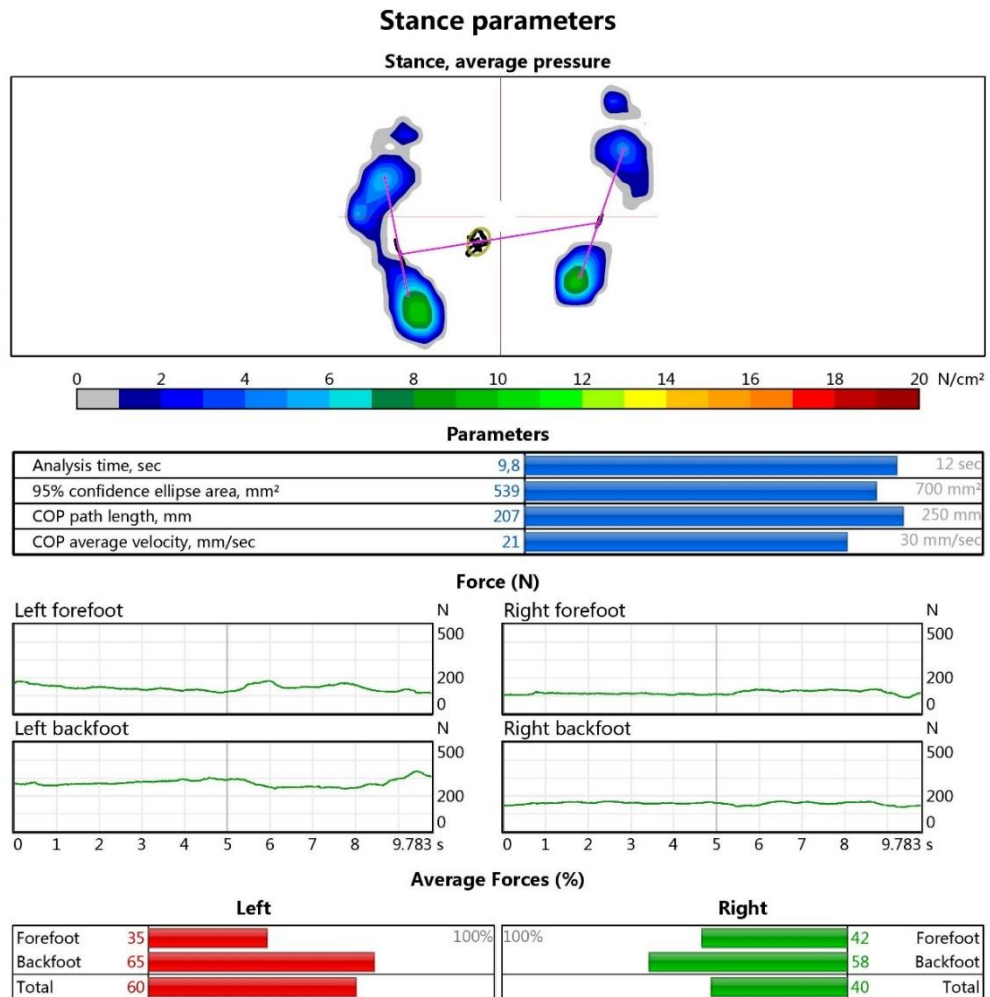 Stance parameters
Stance, average pressure
0 2 4 6 8 10 12 14 16 18 20 N/cm²
Parameters
Analysis time, sec 9,8 12 sec
95% confidence ellipse area, mm² 539 700 mm²
COP path length, mm 207 250 mm
COP average velocity, mm/sec 21 30 mm/sec
Force (N)
Left forefoot N Right forefoot N
500 500
200 200
0 0
Left backfoot N Right backfoot N
500 500
200 200
0 0
0 1 2 3 4 5 6 7 8 9.783 s 0 1 2 3 4 5 6 7 8 9.783 s
Average Forces (%)
Left Right
Forefoot 35 100% 100% 42 Forefoot
Backfoot 65 58 Backfoot
Total 60 40 Total